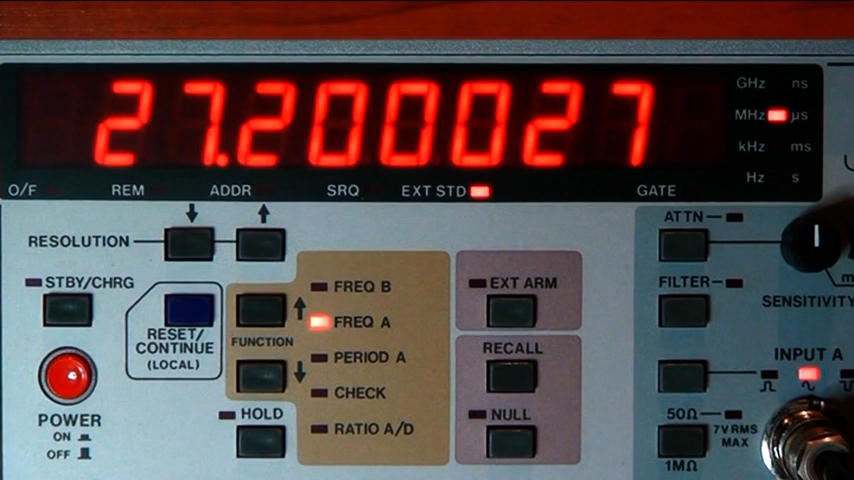 27.200027
GHz ns
MHz µs
kHz ms
Hz s
O/F REM ADDR SRQ EXT STD GATE
RESOLUTION
ATTN
STBY/CHRG
FREQ B
EXT ARM
FILTER
SENSITIVITY
RESET/
CONTINUE
(LOCAL)
FUNCTION
FREQ A
RECALL
PERIOD A
INPUT A
CHECK
POWER
ON
OFF
HOLD
RATIO A/D
NULL
50Ω
7V RMS
MAX
1MΩ